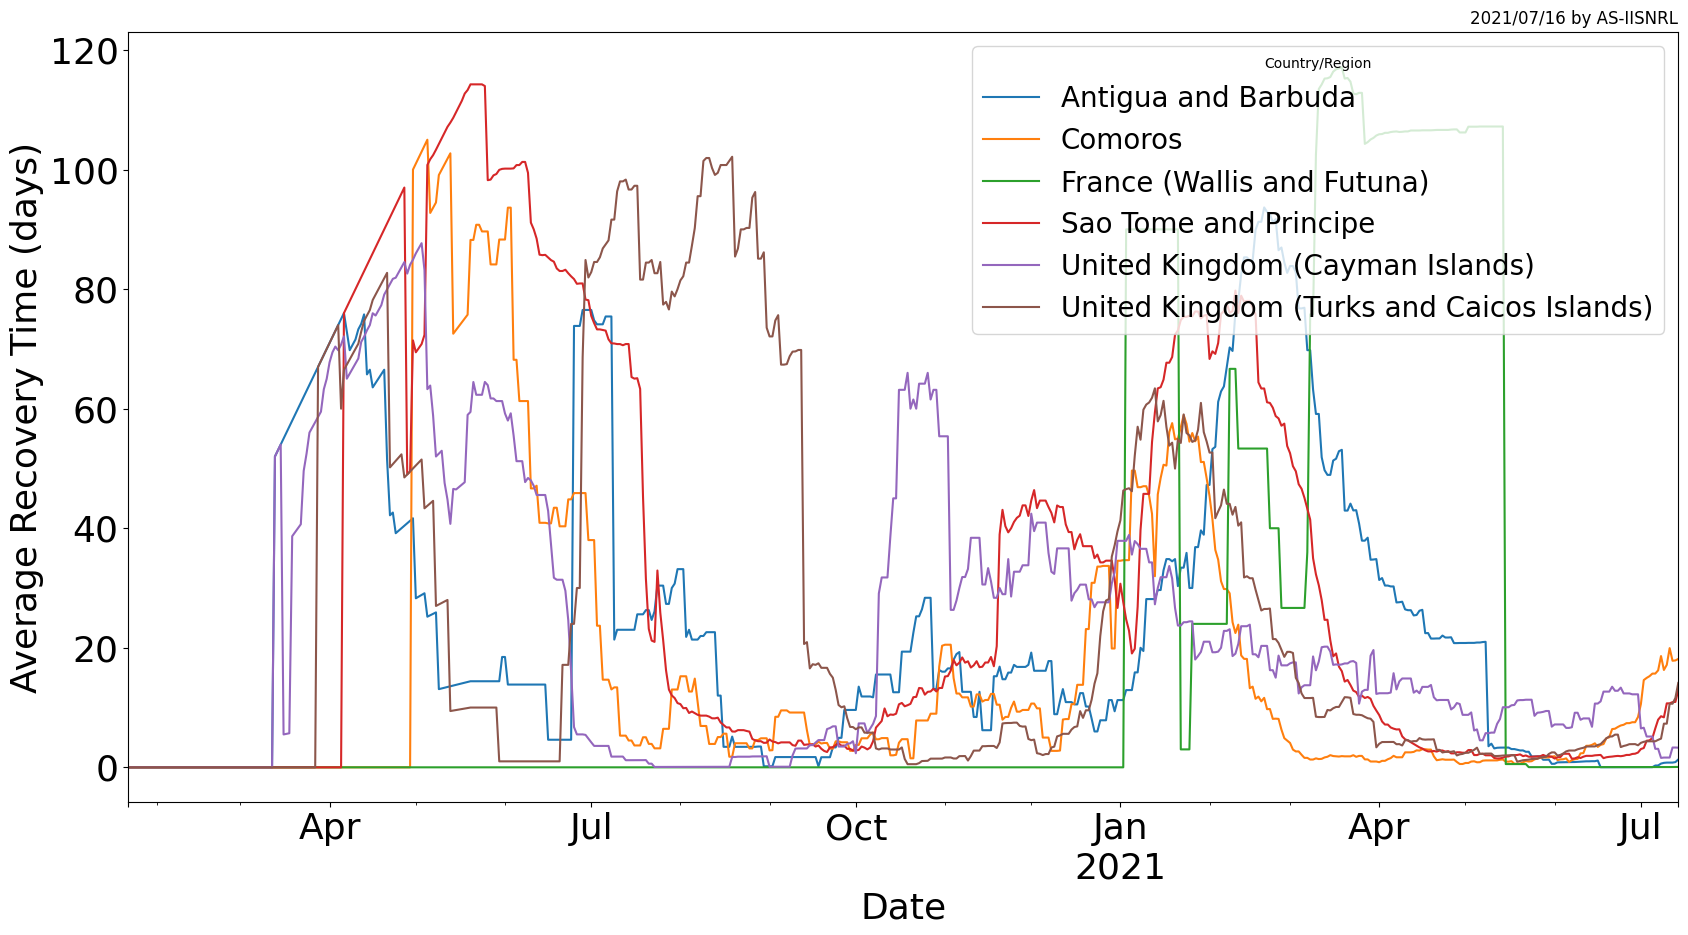 2021/07/16 by AS-IISNRL
Country/Region
Antigua and Barbuda
Comoros
France (Wallis and Futuna)
Sao Tome and Principe
United Kingdom (Cayman Islands)
United Kingdom (Turks and Caicos Islands)
Average Recovery Time (days)
120
100
80
60
40
20
0
Apr Jul Oct Jan Apr Jul
2021
Date